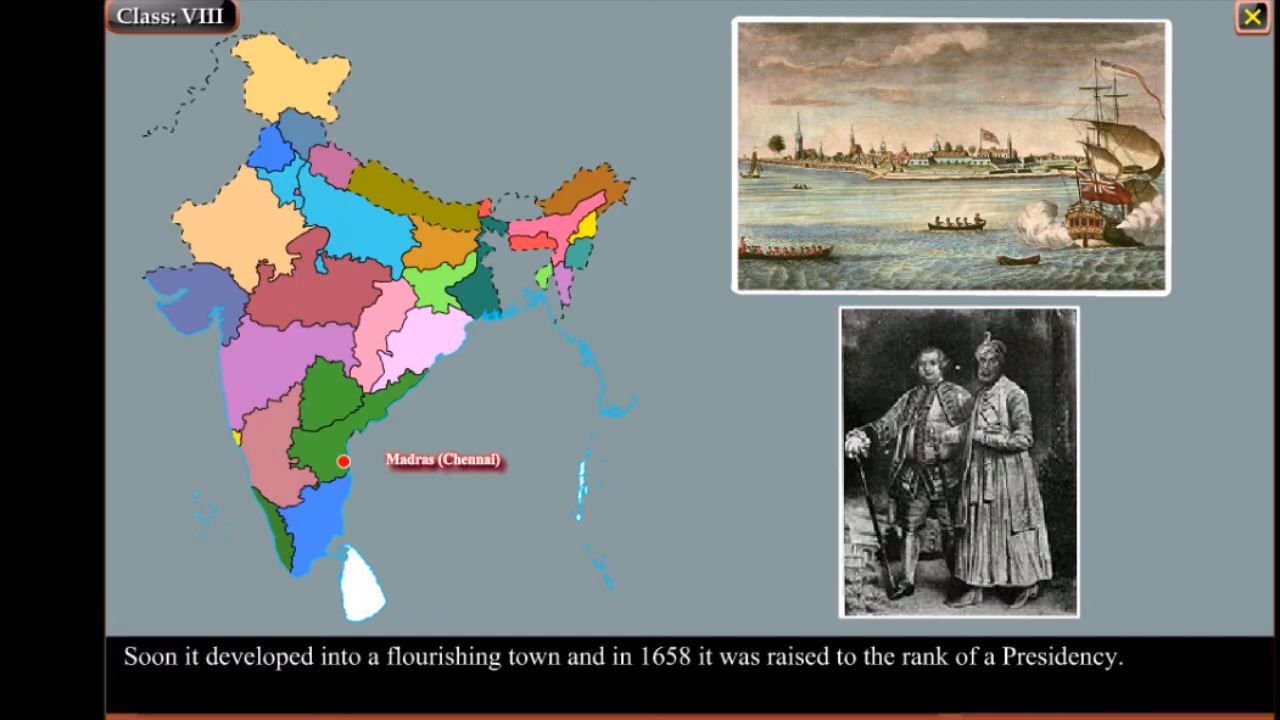 Class: VIII
Madras (Chennai)
Soon it developed into a flourishing town and in 1658 it was raised to the rank of a Presidency.